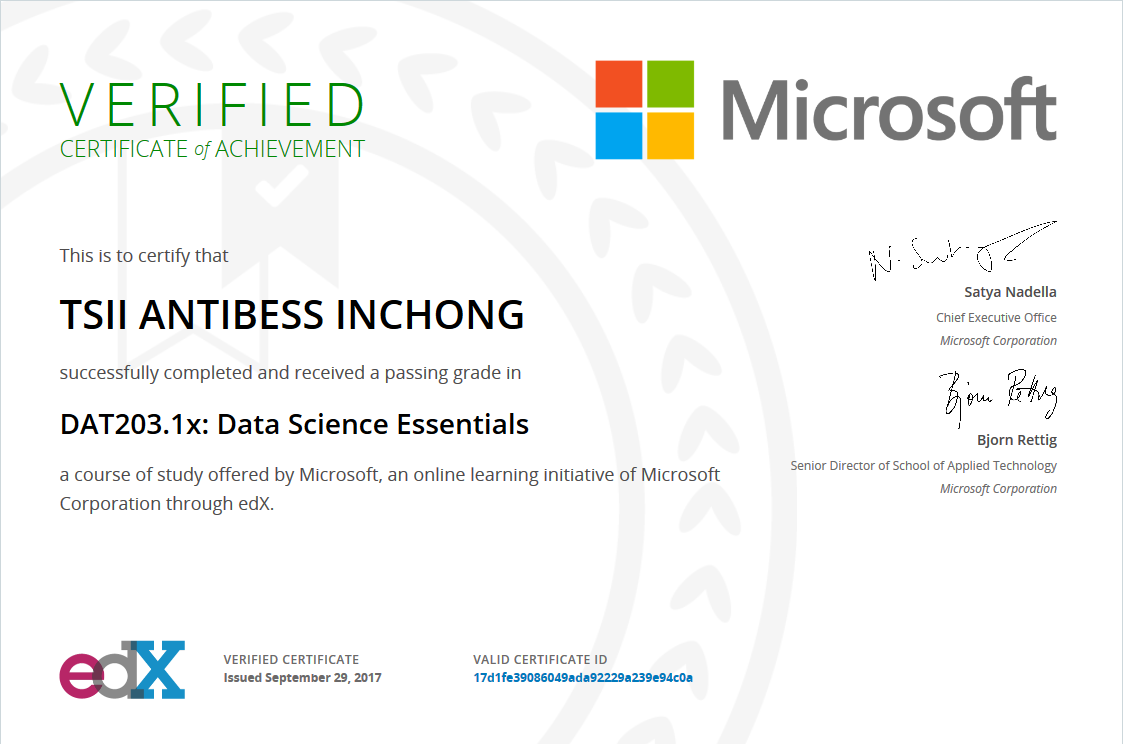 VERIFIED
CERTIFICATE of ACHIEVEMENT
Microsoft
This is to certify that
TSII ANTIBESS INCHONG
successfully completed and received a passing grade in
DAT203.1x: Data Science Essentials
a course of study offered by Microsoft, an online learning initiative of Microsoft
Corporation through edX.
Satya Nadella
Chief Executive Office
Microsoft Corporation
Bjorn Rettig
Bjorn Rettig
Senior Director of School of Applied Technology
Microsoft Corporation
edX
VERIFIED CERTIFICATE
Issued September 29, 2017
VALID CERTIFICATE ID
17d1fe39086049ada92229a239e94c0a